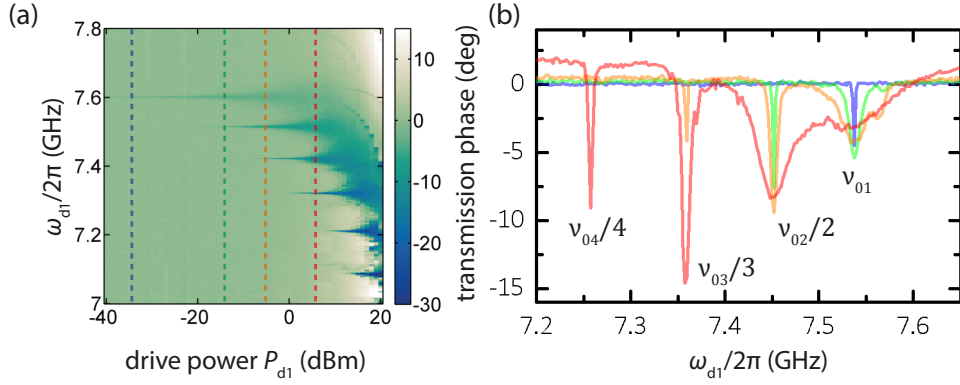 (a)
7.8
7.6
7.4
7.2
7
ω_d1/2π (GHz)
-40
-20
0
20
drive power P_d1 (dBm)
10
0
-10
-20
-30
(b)
0
-5
-10
-15
transmission phase (deg)
ν_04/4
ν_03/3
ν_02/2
ν_01
7.2
7.3
7.4
7.5
7.6
ω_d1/2π (GHz)